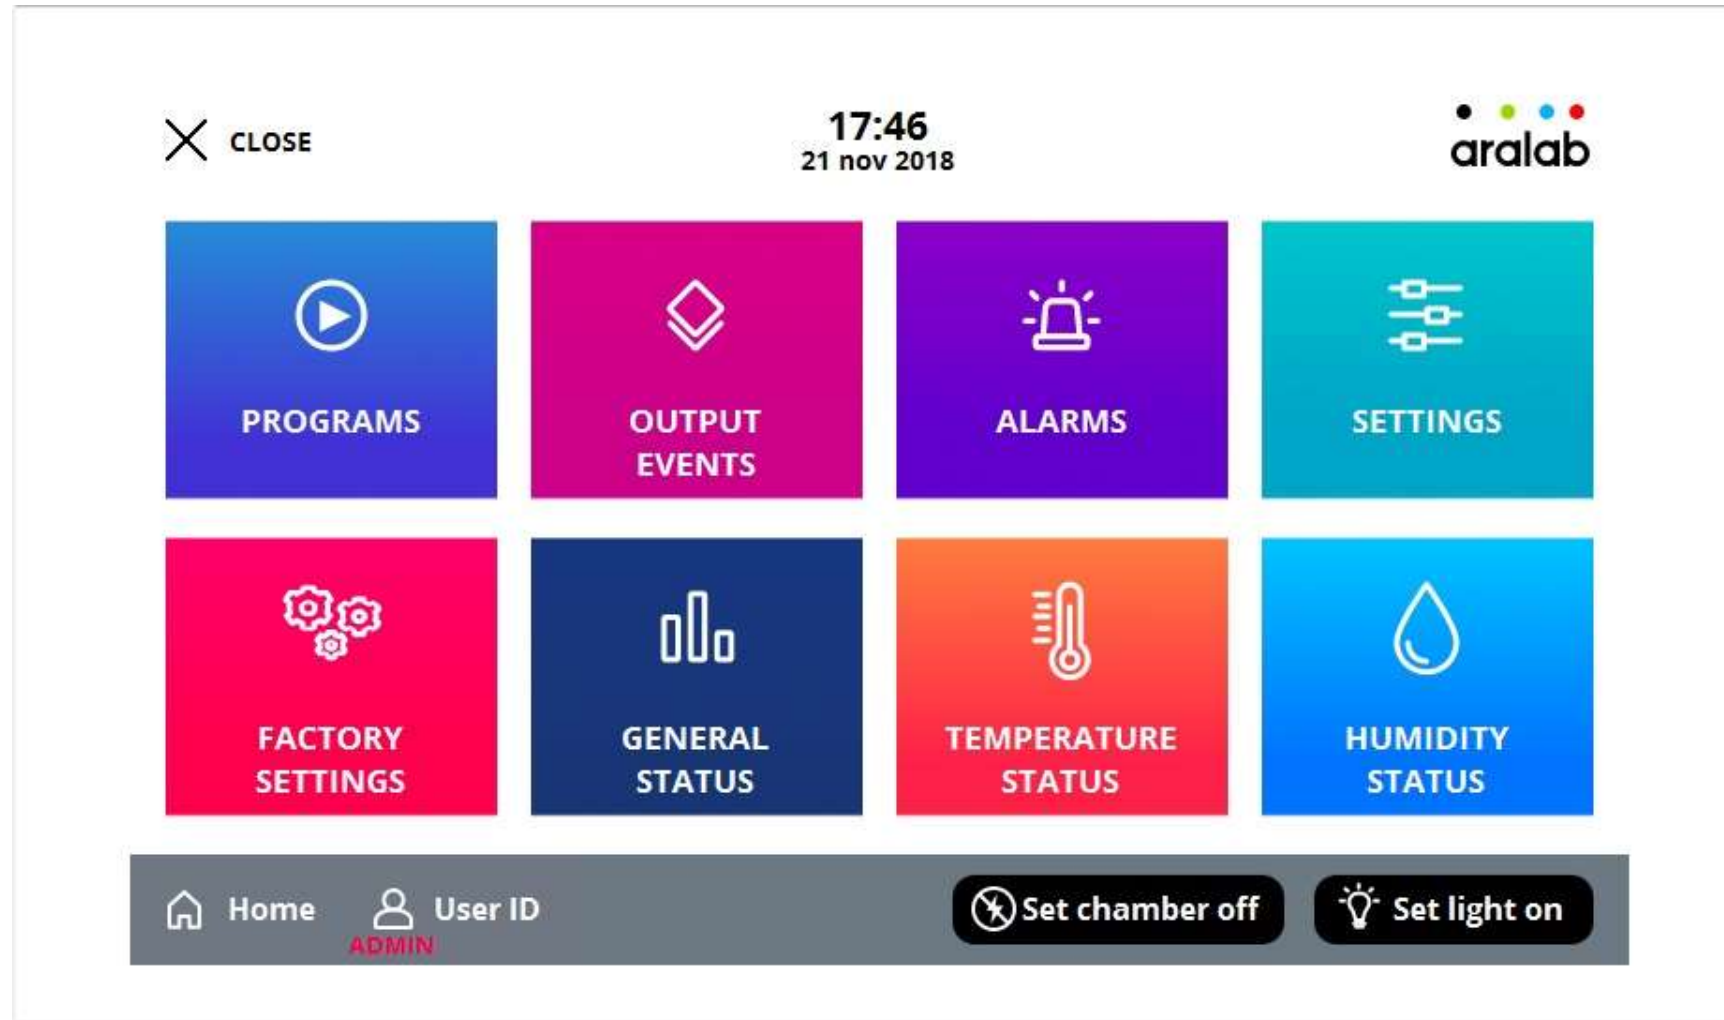 CLOSE
17:46
21 nov 2018
aralab
PROGRAMS
OUTPUT
EVENTS
ALARMS
SETTINGS
FACTORY
SETTINGS
GENERAL
STATUS
TEMPERATURE
STATUS
HUMIDITY
STATUS
Home
User ID
ADMIN
Set chamber off
Set light on